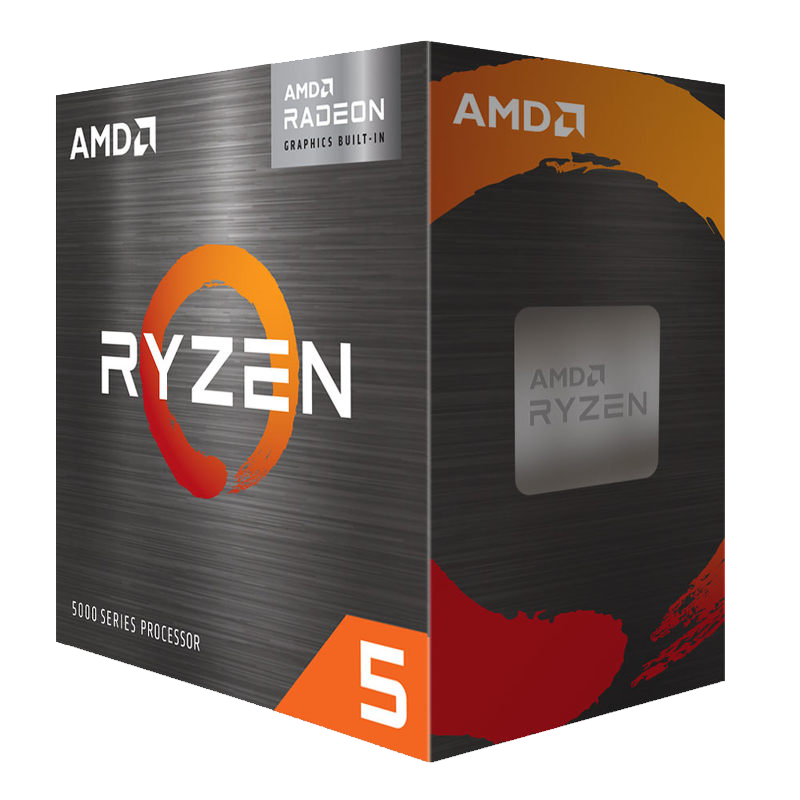 AMD
AMD
RADEON
GRAPHICS BUILT-IN
RYZEN
5000 SERIES PROCESSOR
5
AMD
AMD
RYZEN